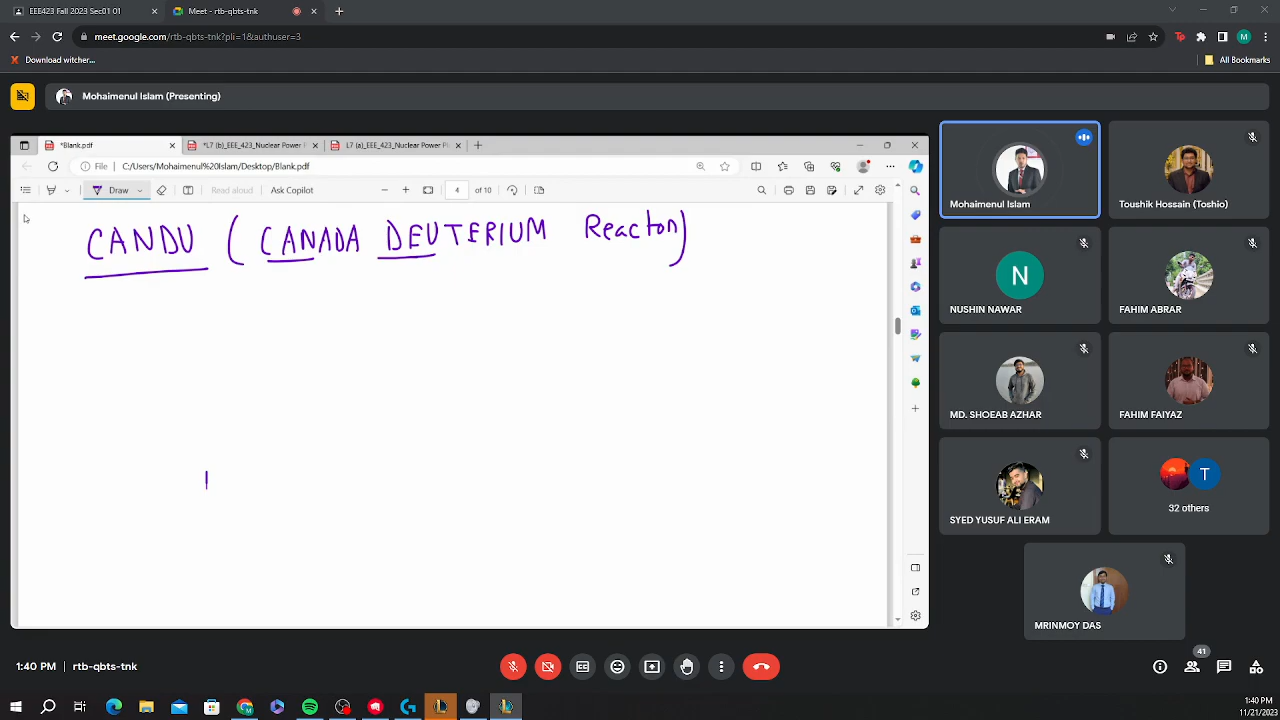 EEE423 Fall 2023 Sec01 01
Meet - rtb-qbts-tnk
meet.google.com/rtb-qbts-tnk?pli=1&authuser=3
Download witcher...
All Bookmarks
Mohaimenul Islam (Presenting)
*Blank.pdf
*L7 (b)_EEE_423_Nuclear Power
L7 (a)_EEE_423_Nuclear Power Pl
File
C:/Users/Mohaimenul%20Islam/Desktop/Blank.pdf
Draw
Read aloud
Ask Copilot
4 of 10
CANDU (CANADA DEUTERIUM Reactor)
Mohaimenul Islam
Toushik Hossain (Toshio)
N
NUSHIN NAWAR
FAHIM ABRAR
MD. SHOEAB AZHAR
FAHIM FAIYAZ
SYED YUSUF ALI ERAM
T
32 others
MRINMOY DAS
1:40 PM | rtb-qbts-tnk
41
1:40 PM
11/21/2023